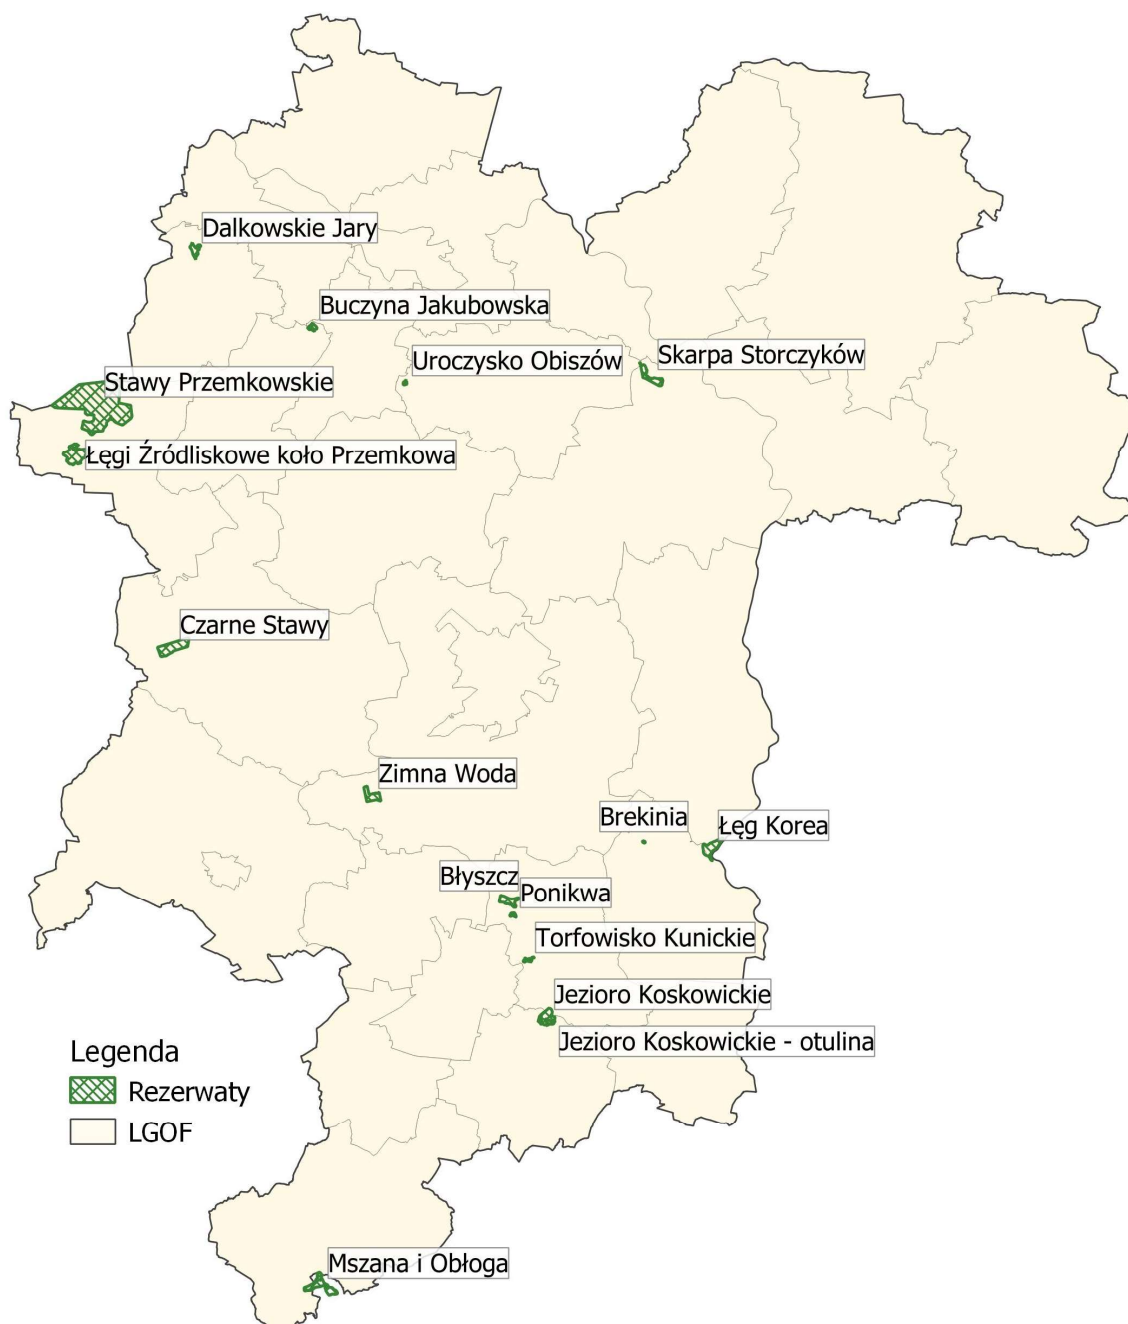 Dalkowskie Jary
Buczyna Jakubowska
Uroczysko Obiszów
Skarpa Storczyków
Stawy Przemkowskie
Łęgi Źródliskowe koło Przemkowa
Czarne Stawy
Zimna Woda
Brekinia
Łęg Korea
Błyszcz
Ponikwa
Torfowisko Kunickie
Jezioro Koskowickie
Jezioro Koskowickie - otulina
Legenda
Rezerwaty
LGOF
Mszana i Obłoga